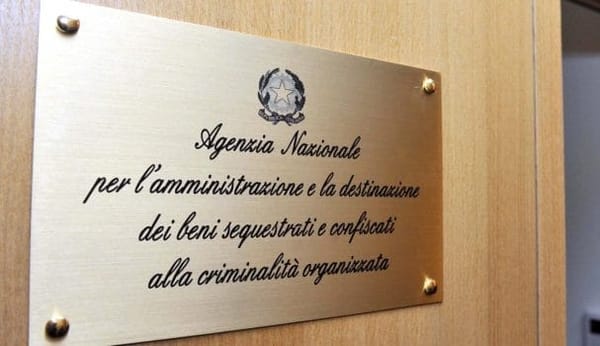 Agenzia Nazionale
per l'amministrazione e la destinazione
dei beni sequestrati e confiscati
alla criminalità organizzata